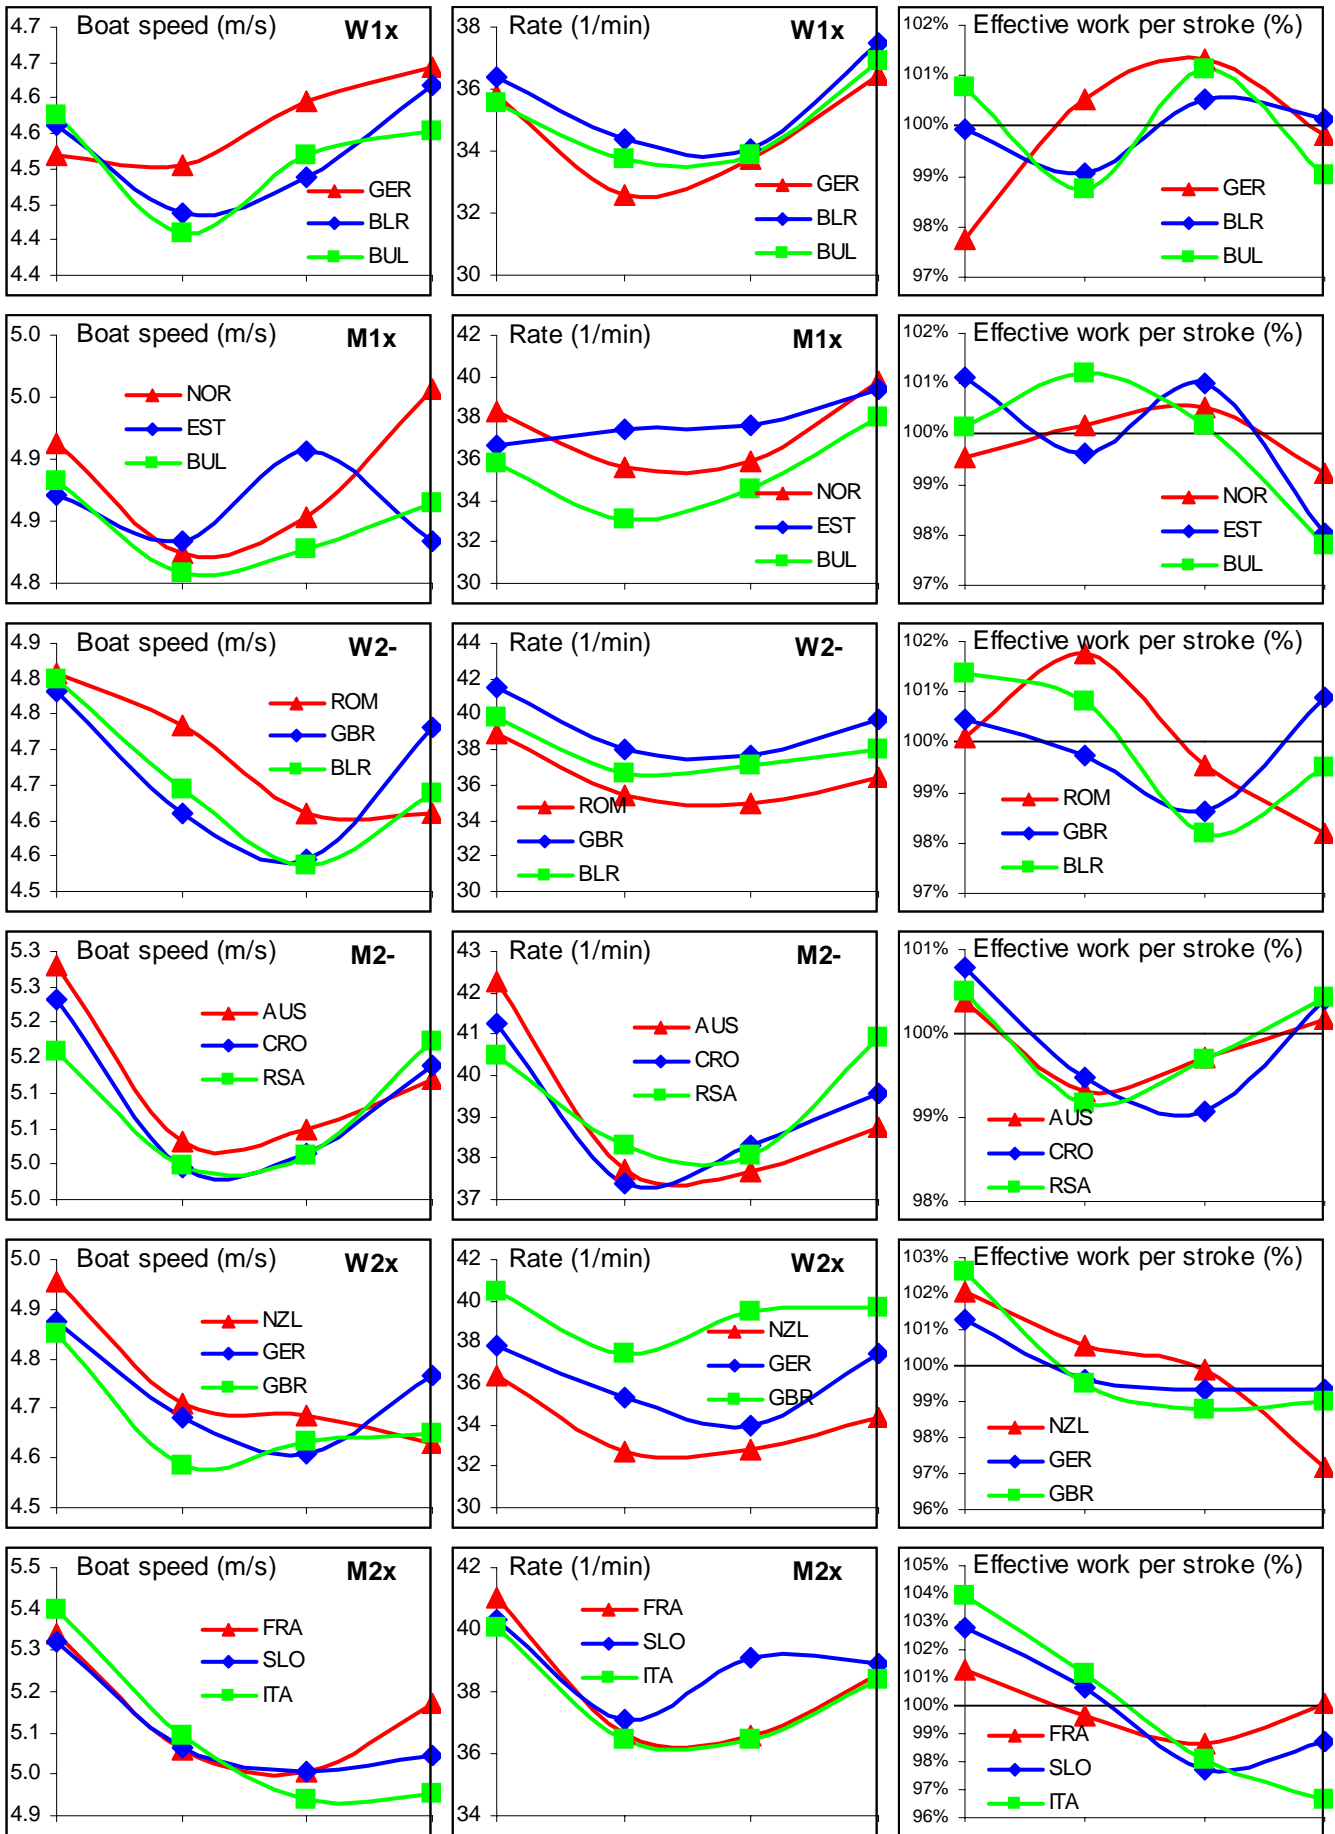 Boat speed (m/s) W1x
4.7
4.7
4.6
4.6
4.5
4.5
4.4
4.4
GER
BLR
BUL
Rate (1/min) W1x
38
36
34
32
30
GER
BLR
BUL
Effective work per stroke (%)
102%
101%
100%
99%
98%
97%
GER
BLR
BUL
Boat speed (m/s) M1x
5.0
5.0
4.9
4.9
4.8
NOR
EST
BUL
Rate (1/min) M1x
42
40
38
36
34
32
30
NOR
EST
BUL
Effective work per stroke (%)
102%
101%
100%
99%
98%
97%
NOR
EST
BUL
Boat speed (m/s) W2-
4.9
4.8
4.8
4.7
4.7
4.6
4.6
4.5
ROM
GBR
BLR
Rate (1/min) W2-
44
42
40
38
36
34
32
30
ROM
GBR
BLR
Effective work per stroke (%)
102%
101%
100%
99%
98%
97%
ROM
GBR
BLR
Boat speed (m/s) M2-
5.3
5.3
5.2
5.2
5.1
5.1
5.0
5.0
AUS
CRO
RSA
Rate (1/min) M2-
43
42
41
40
39
38
37
AUS
CRO
RSA
Effective work per stroke (%)
101%
100%
99%
98%
AUS
CRO
RSA
Boat speed (m/s) W2x
5.0
4.9
4.8
4.7
4.6
4.5
NZL
GER
GBR
Rate (1/min) W2x
42
40
38
36
34
32
30
NZL
GER
GBR
Effective work per stroke (%)
103%
102%
101%
100%
99%
98%
97%
96%
NZL
GER
GBR
Boat speed (m/s) M2x
5.5
5.4
5.3
5.2
5.1
5.0
4.9
FRA
SLO
ITA
Rate (1/min) M2x
42
40
38
36
34
FRA
SLO
ITA
Effective work per stroke (%)
105%
104%
103%
102%
101%
100%
99%
98%
97%
96%
FRA
SLO
ITA